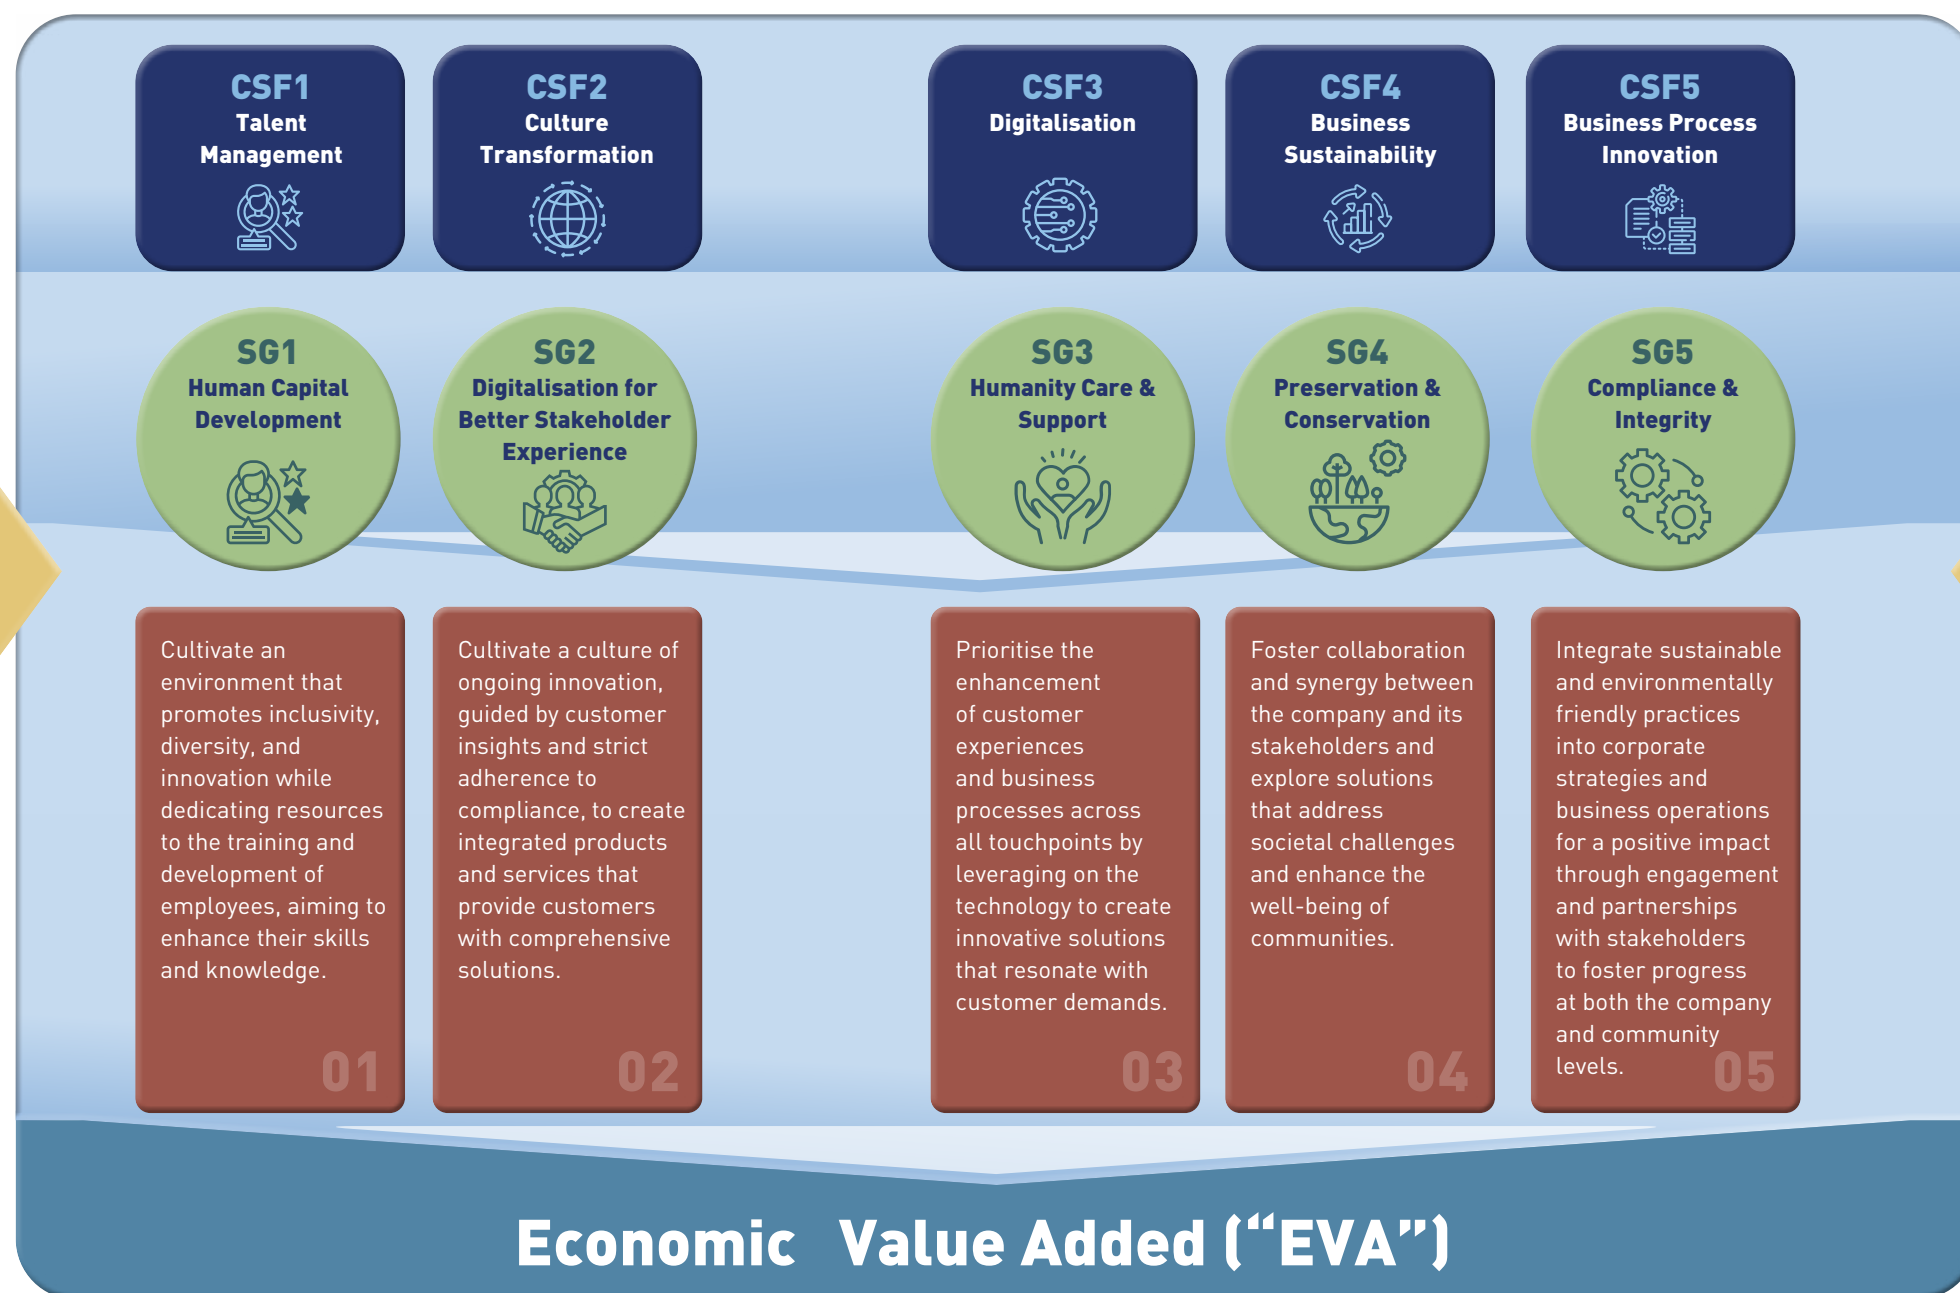 CSF1
Talent
Management
CSF2
Culture
Transformation
CSF3
Digitalisation
CSF4
Business
Sustainability
CSF5
Business Process
Innovation
SG1
Human Capital
Development
SG2
Digitalisation for
Better Stakeholder
Experience
SG3
Humanity Care &
Support
SG4
Preservation &
Conservation
SG5
Compliance &
Integrity
Cultivate an
environment that
promotes inclusivity,
diversity, and
innovation while
dedicating resources
to the training and
development of
employees, aiming to
enhance their skills
and knowledge.
01
Cultivate a culture of
ongoing innovation,
guided by customer
insights and strict
adherence to
compliance, to create
integrated products
and services that
provide customers
with comprehensive
solutions.
02
Prioritise the
enhancement
of customer
experiences
and business
processes across
all touchpoints by
leveraging on the
technology to create
innovative solutions
that resonate with
customer demands.
03
Foster collaboration
and synergy between
the company and its
stakeholders and
explore solutions
that address
societal challenges
and enhance the
well-being of
communities.
04
Integrate sustainable
and environmentally
friendly practices
into corporate
strategies and
business operations
for a positive impact
through engagement
and partnerships
with stakeholders
to foster progress
at both the company
and community
levels.
05
Economic Value Added (“EVA”)